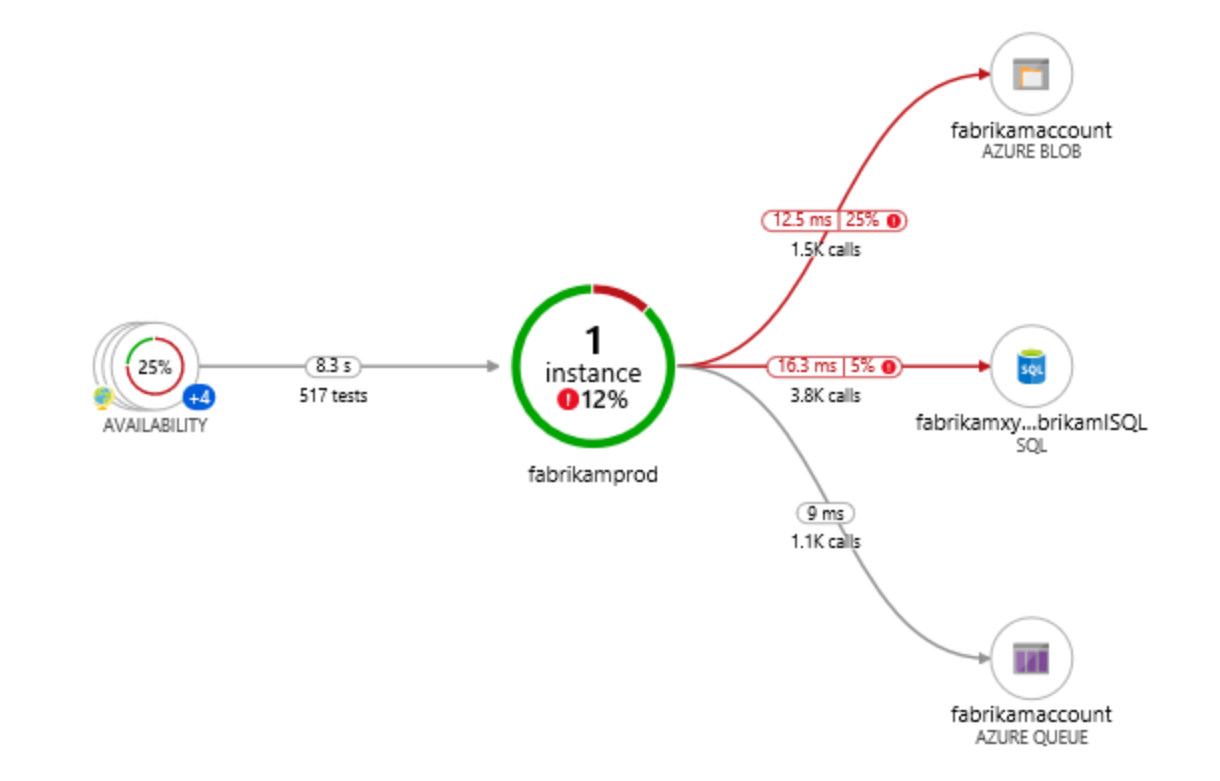 fabrikamaccount
AZURE BLOB
12.5 ms 25% !
1.5K calls
25%
+4
AVAILABILITY
8.3 s
517 tests
1
instance
! 12%
fabrikamprod
16.3 ms 5% !
3.8K calls
SQL
fabrikamxy...brikamlSQL
SQL
9 ms
1.1K calls
fabrikamaccount
AZURE QUEUE